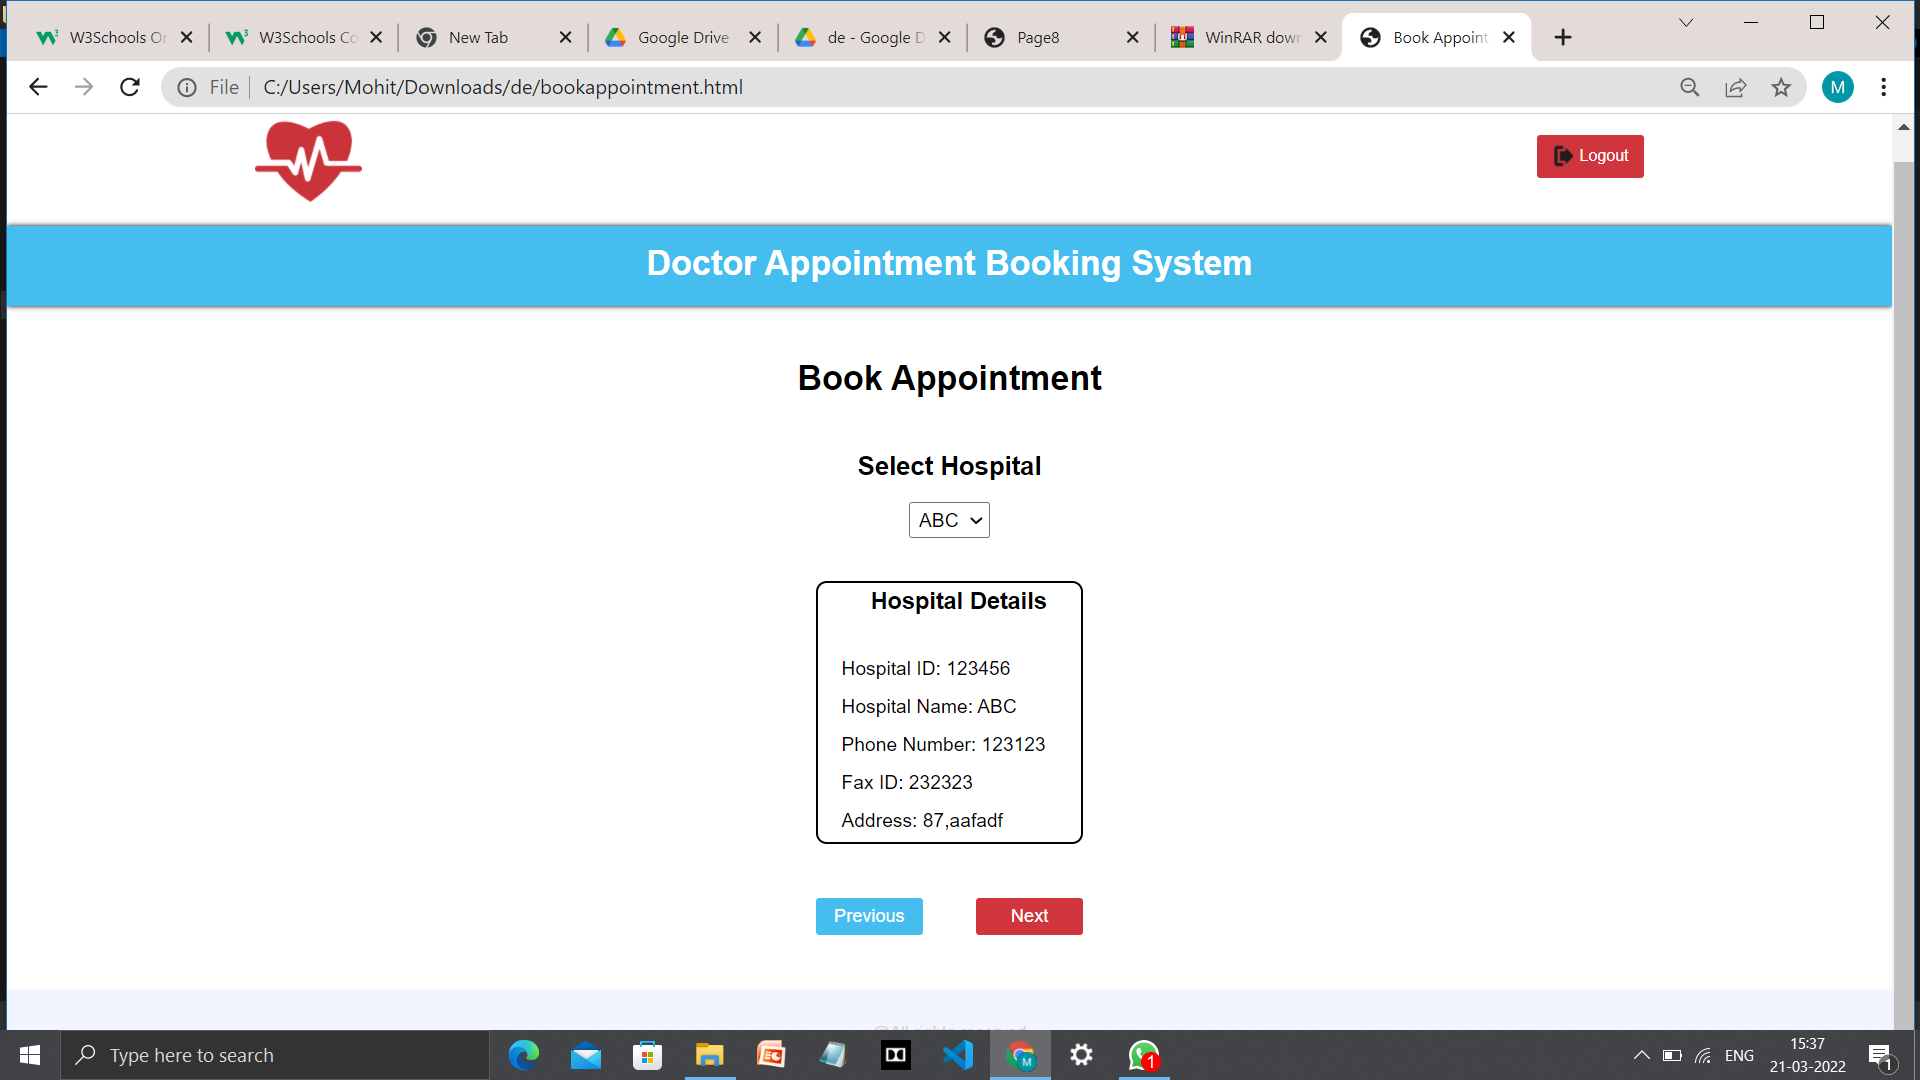 W3Schools Or
W3Schools Co
New Tab
Google Drive
de - Google D
Page8
WinRAR down
Book Appoint
File
C:/Users/Mohit/Downloads/de/bookappointment.html
M
Logout
Doctor Appointment Booking System
Book Appointment
Select Hospital
ABC
Hospital Details
Hospital ID: 123456
Hospital Name: ABC
Phone Number: 123123
Fax ID: 232323
Address: 87,aafadf
Previous
Next
Type here to search
M
1
ENG
15:37
21-03-2022
1